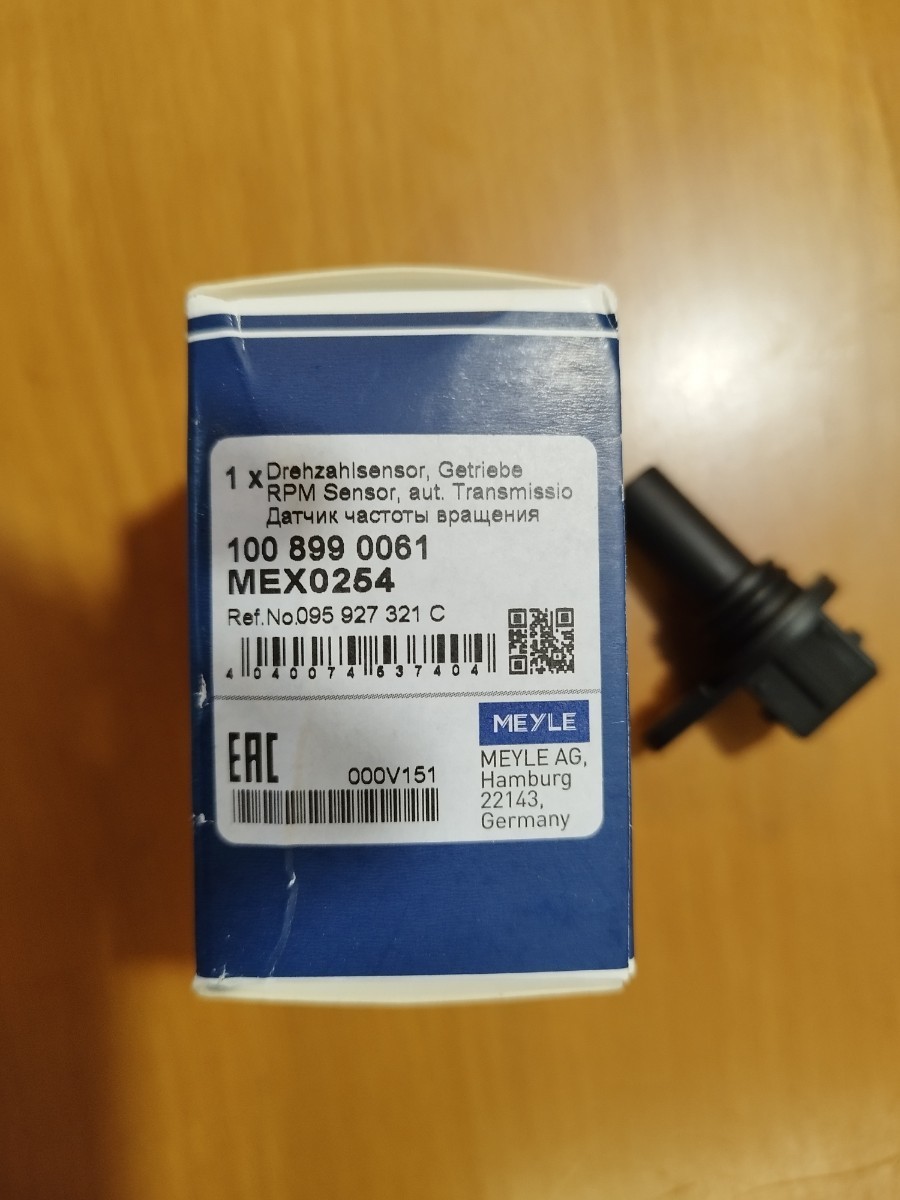 1 x Drehzahlsensor, Getriebe
RPM Sensor, aut. Transmissio
Датчик частоты вращения
100 899 0061
MEX0254
Ref.No.095 927 321 C
4 040074 537404
MEYLE
EAC
000V151
MEYLE AG,
Hamburg
22143,
Germany